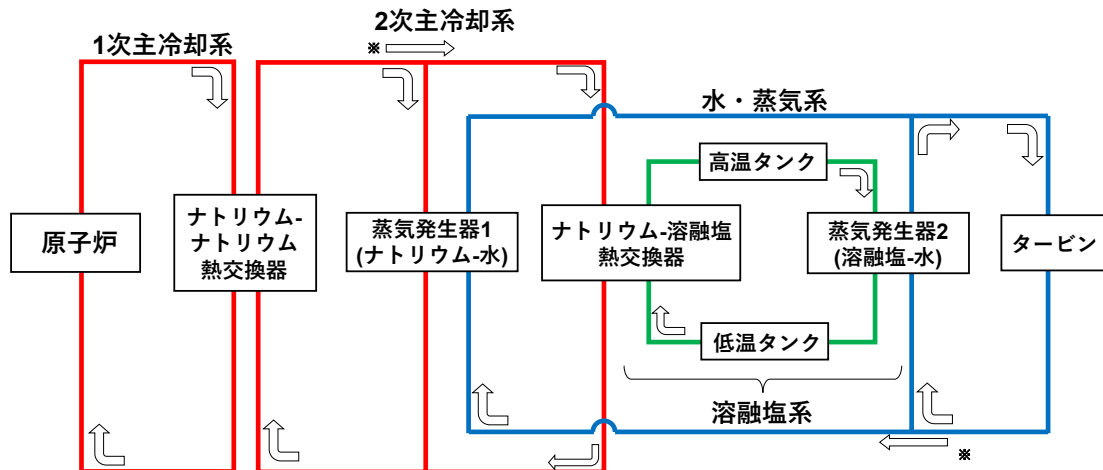 2次主冷却系
※
1次主冷却系
水・蒸気系
高温タンク
原子炉
ナトリウム-
ナトリウム
熱交換器
蒸気発生器1
(ナトリウム-水)
ナトリウム-溶融塩
熱交換器
蒸気発生器2
(溶融塩-水)
タービン
低温タンク
溶融塩系
※